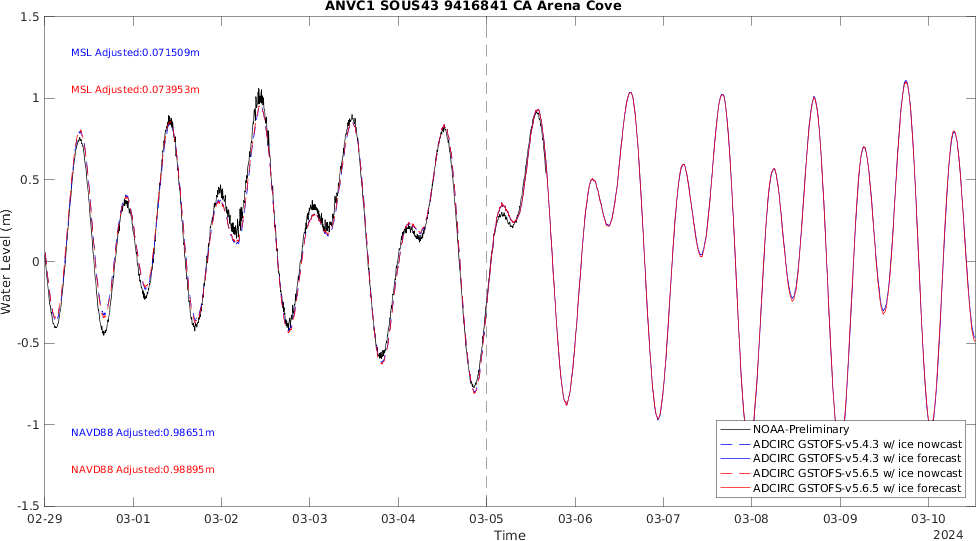 ANVC1 SOUS43 9416841 CA Arena Cove
1.5
MSL Adjusted:0.071509m
MSL Adjusted:0.073953m
1
0.5
0
-0.5
-1
-1.5
Water Level (m)
NAVD88 Adjusted:0.98651m
NAVD88 Adjusted:0.98895m
NOAA-Preliminary
ADCIRC GSTOFS-v5.4.3 w/ ice nowcast
ADCIRC GSTOFS-v5.4.3 w/ ice forecast
ADCIRC GSTOFS-v5.6.5 w/ ice nowcast
ADCIRC GSTOFS-v5.6.5 w/ ice forecast
02-29 03-01 03-02 03-03 03-04 03-05 03-06 03-07 03-08 03-09 03-10
Time
2024